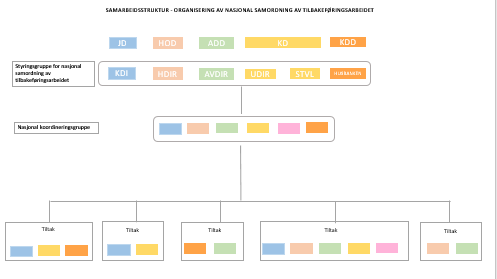 SAMARBEIDSSTRUKTUR - ORGANISERING AV NASJONAL SAMORDNING AV TILBAKEFØRINGSARBEIDET
JD HOD ADD KD KDD
Styringsgruppe for nasjonal
samordning av
tilbakeføringsarbeidet
KDI HDIR AVDIR UDIR STVL HUSBANKEN
Nasjonal koordineringsgruppe
Tiltak Tiltak Tiltak Tiltak Tiltak